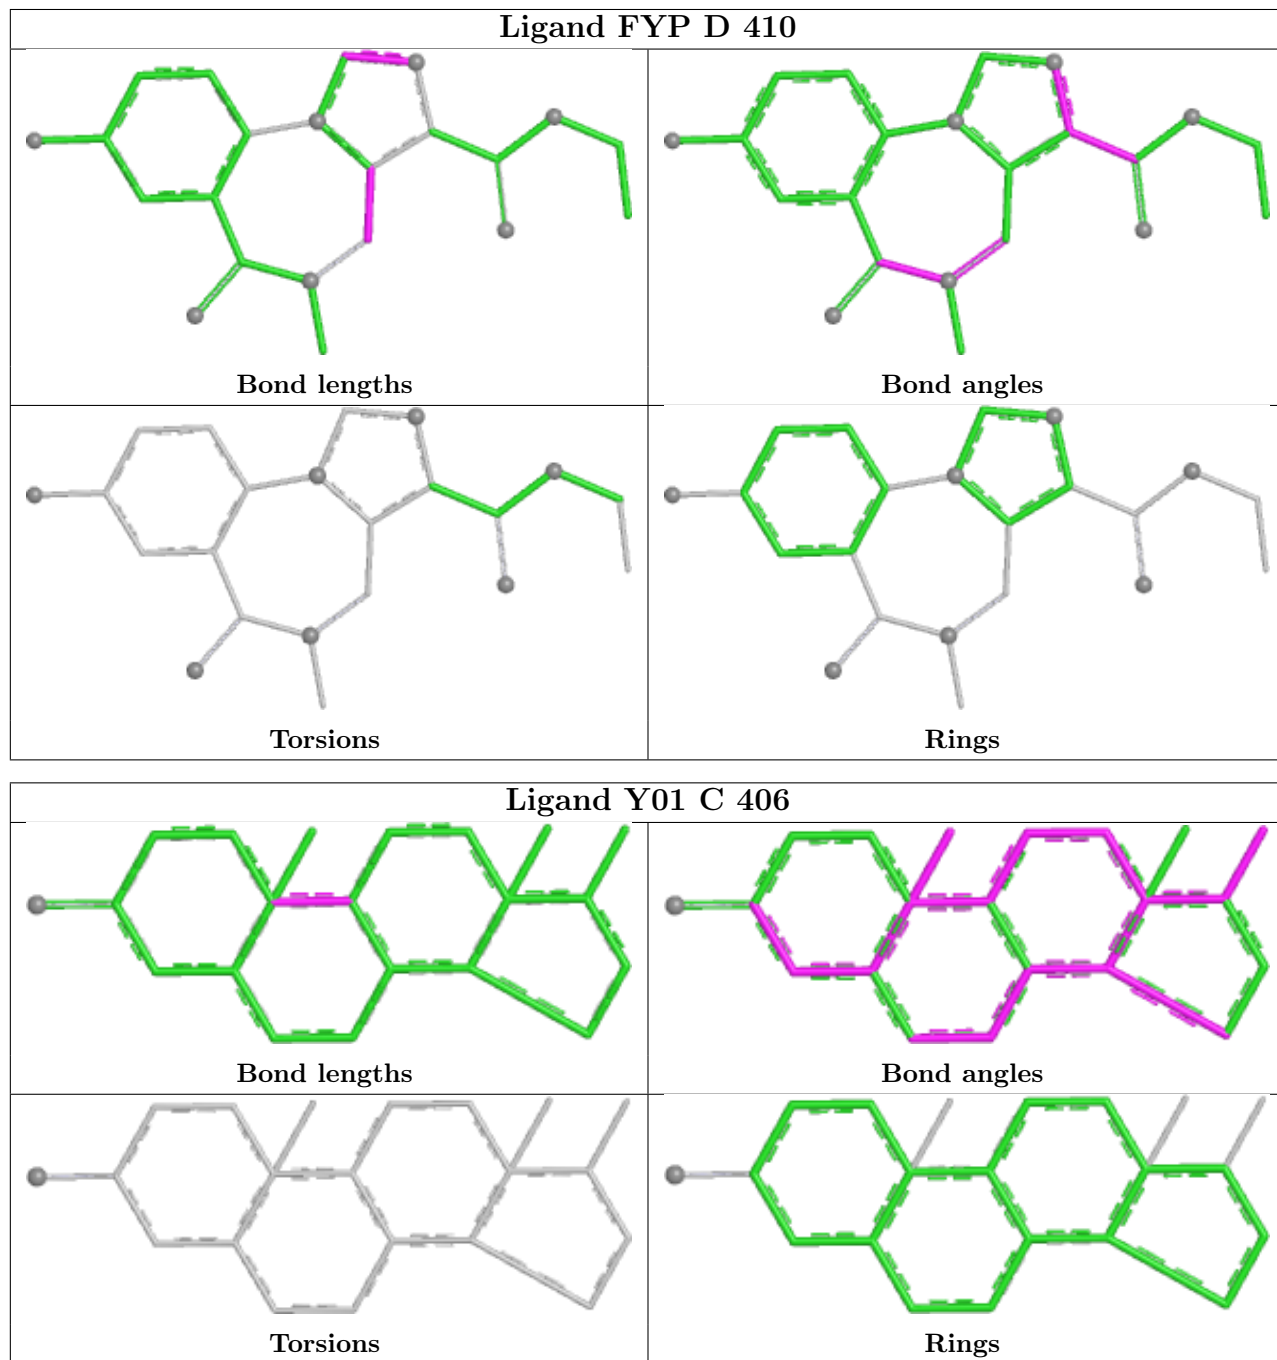 Ligand FYP D 410
Bond lengths
Bond angles
Torsions
Rings
Ligand Y01 C 406
Bond lengths
Bond angles
Torsions
Rings